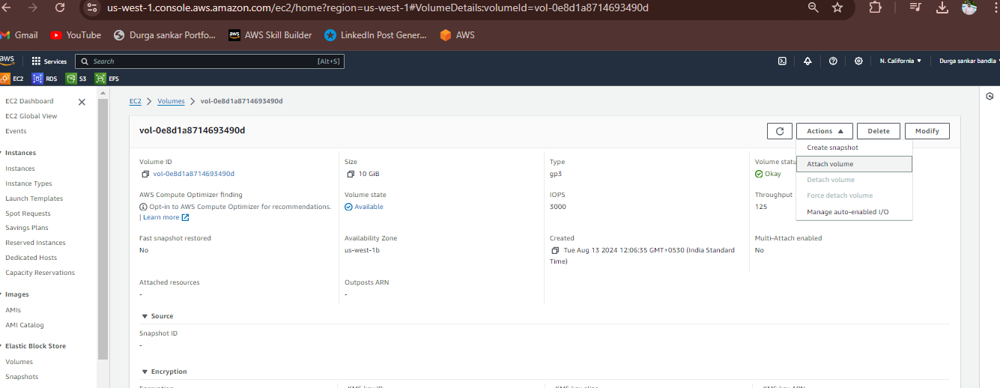 us-west-1.console.aws.amazon.com/ec2/home?region=us-west-1#VolumeDetails:volumeId=vol-0e8d1a8714693490d
Gmail YouTube Durga sankar Portfo... aws AWS Skill Builder LinkedIn Post Gener... AWS
aws Services Search [Alt+S] N. California Durga sankar bandla
EC2 RDS S3 EFS
EC2 Dashboard
EC2 Global View
Events
Instances
Instances
Instance Types
Launch Templates
Spot Requests
Savings Plans
Reserved Instances
Dedicated Hosts
Capacity Reservations
Images
AMIs
AMI Catalog
Elastic Block Store
Volumes
Snapshots
EC2 Volumes vol-0e8d1a8714693490d
vol-0e8d1a8714693490d
Actions Delete Modify
Create snapshot
Attach volume
Detach volume
Force detach volume
Manage auto-enabled I/O
Volume ID
vol-0e8d1a8714693490d
Size
10 GiB
Type
gp3
Volume statu
Okay
AWS Compute Optimizer finding
Opt-in to AWS Compute Optimizer for recommendations.
| Learn more
Volume state
Available
IOPS
3000
Throughput
125
Fast snapshot restored
No
Availability Zone
us-west-1b
Created
Tue Aug 13 2024 12:06:35 GMT+0530 (India Standard
Time)
Multi-Attach enabled
No
Attached resources
-
Outposts ARN
-
Source
Snapshot ID
-
Encryption